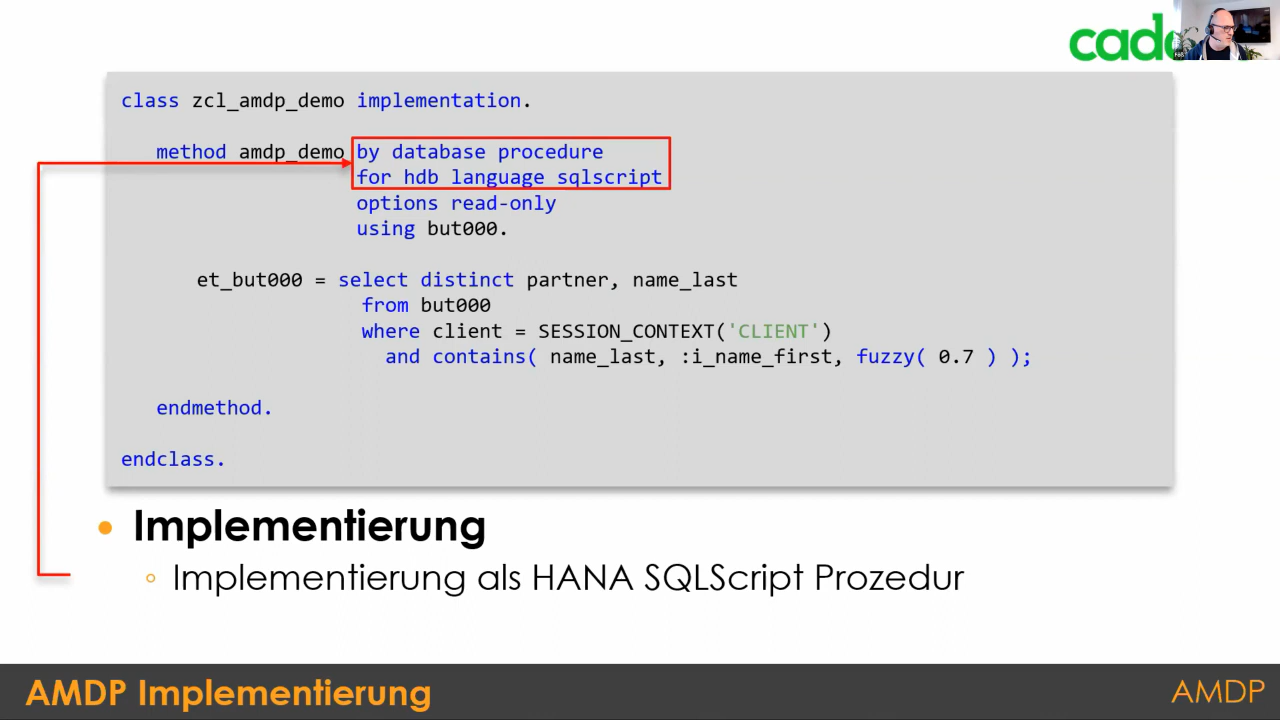 class zcl_amdp_demo implementation.
method amdp_demo by database procedure
for hdb language sqlscript
options read-only
using but000.
et_but000 = select distinct partner, name_last
from but000
where client = SESSION_CONTEXT('CLIENT')
and contains( name_last, :i_name_first, fuzzy( 0.7 ) );
endmethod.
endclass.
Implementierung
Implementierung als HANA SQLScript Prozedur
AMDP Implementierung
AMDP